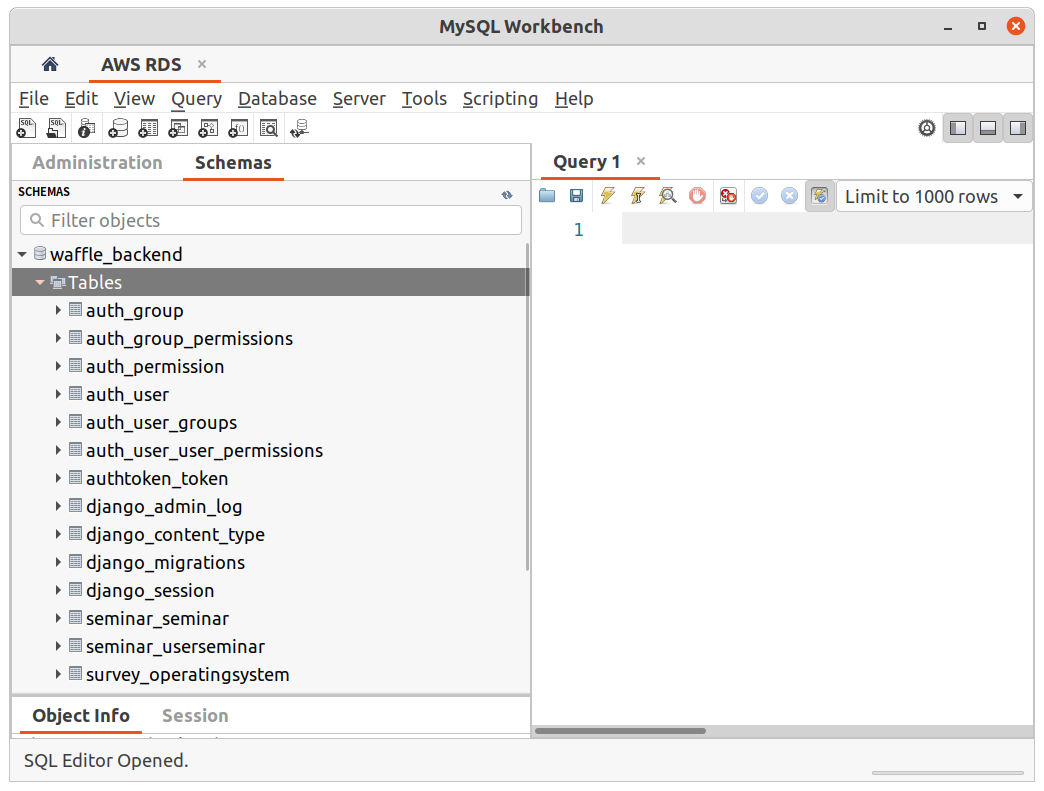 MySQL Workbench
AWS RDS
File Edit View Query Database Server Tools Scripting Help
Administration Schemas
SCHEMAS
Filter objects
waffle_backend
Tables
auth_group
auth_group_permissions
auth_permission
auth_user
auth_user_groups
auth_user_user_permissions
authtoken_token
django_admin_log
django_content_type
django_migrations
django_session
seminar_seminar
seminar_userseminar
survey_operatingsystem
Object Info Session
Query 1
Limit to 1000 rows
1
SQL Editor Opened.